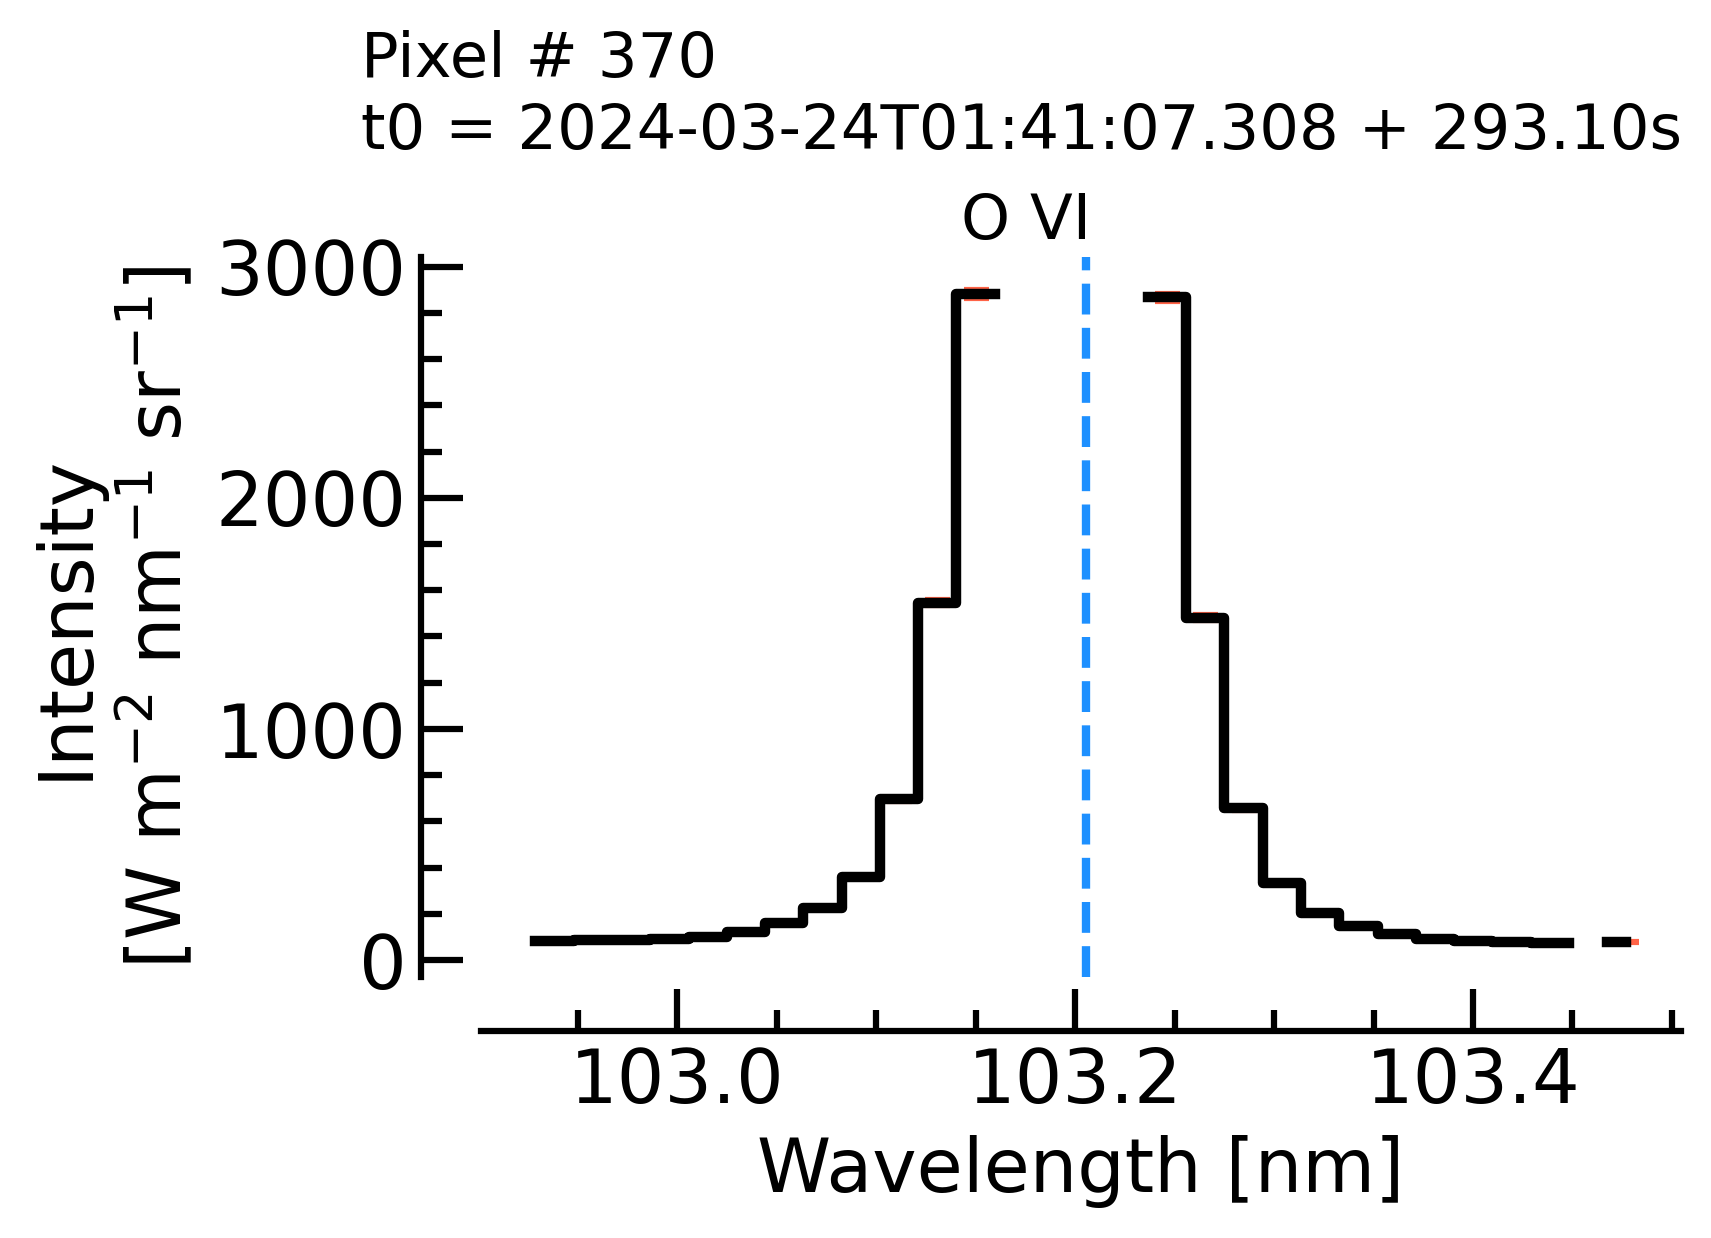 Pixel # 370
t0 = 2024-03-24T01:41:07.308 + 293.10s
O VI
Intensity
[W m⁻² nm⁻¹ sr⁻¹]
3000
2000
1000
0
103.0 103.2 103.4
Wavelength [nm]